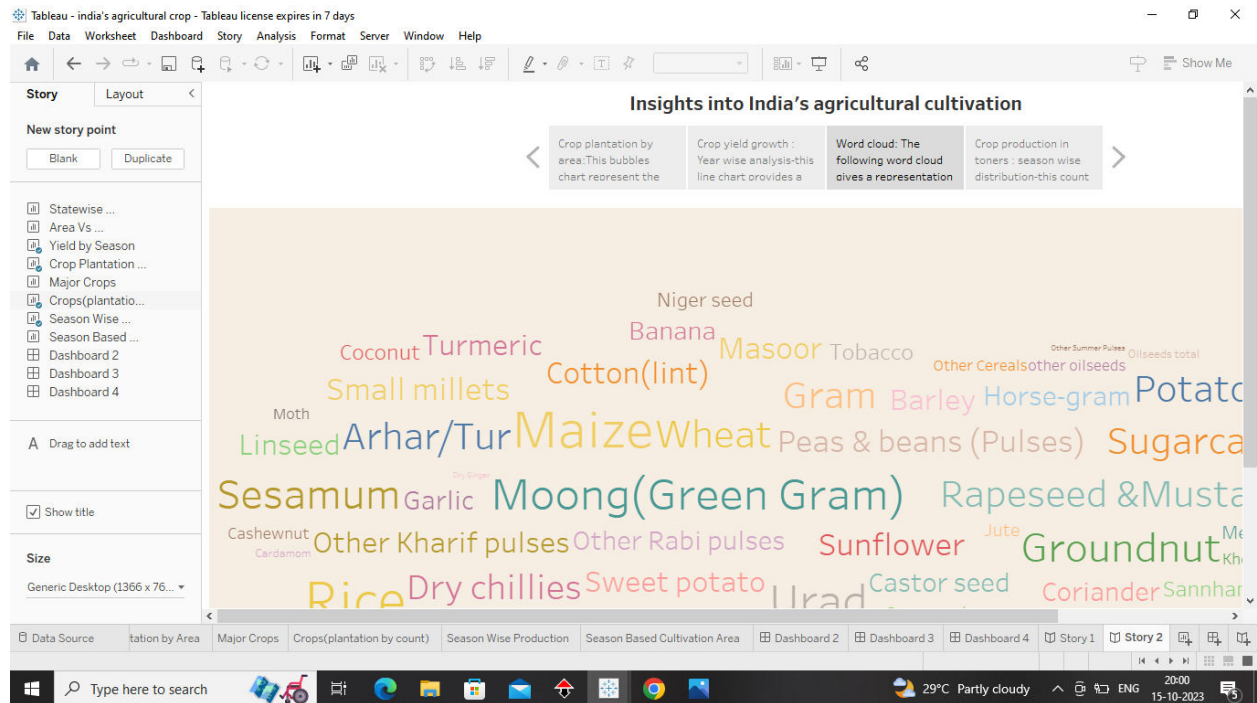 Tableau - india's agricultural crop - Tableau license expires in 7 days
File Data Worksheet Dashboard Story Analysis Format Server Window Help
Show Me
Story Layout
New story point
Blank Duplicate
Statewise ...
Area Vs ...
Yield by Season
Crop Plantation ...
Major Crops
Crops(plantatio...
Season Wise ...
Season Based ...
Dashboard 2
Dashboard 3
Dashboard 4
A Drag to add text
Show title
Size
Generic Desktop (1366 x 76...
Insights into India's agricultural cultivation
Crop plantation by
area:This bubbles
chart represent the
Crop yield growth :
Year wise analysis-this
line chart provides a
Word cloud: The
following word cloud
gives a representation
Crop production in
toners : season wise
distribution-this count
Niger seed
Banana
Coconut Turmeric Masoor Tobacco Other Summer Pulses Oilseeds total
Cotton(lint) Other Cereals other oilseeds
Small millets Gram Barley Horse-gram Potato
Moth
Linseed Arhar/Tur Maize Wheat Peas & beans (Pulses) Sugarca
Dry Ginger
Sesamum Garlic Moong(Green Gram) Rapeseed &Musta
Cashewnut Other Kharif pulses Other Rabi pulses Sunflower Jute Groundnut Me
Cardamom Kh
Rice Dry chillies Sweet potato Urad Castor seed Coriander Sannhar
Data Source tation by Area Major Crops Crops(plantation by count) Season Wise Production Season Based Cultivation Area Dashboard 2 Dashboard 3 Dashboard 4 Story 1 Story 2
Type here to search 29°C Partly cloudy ENG 20:00
15-10-2023
5